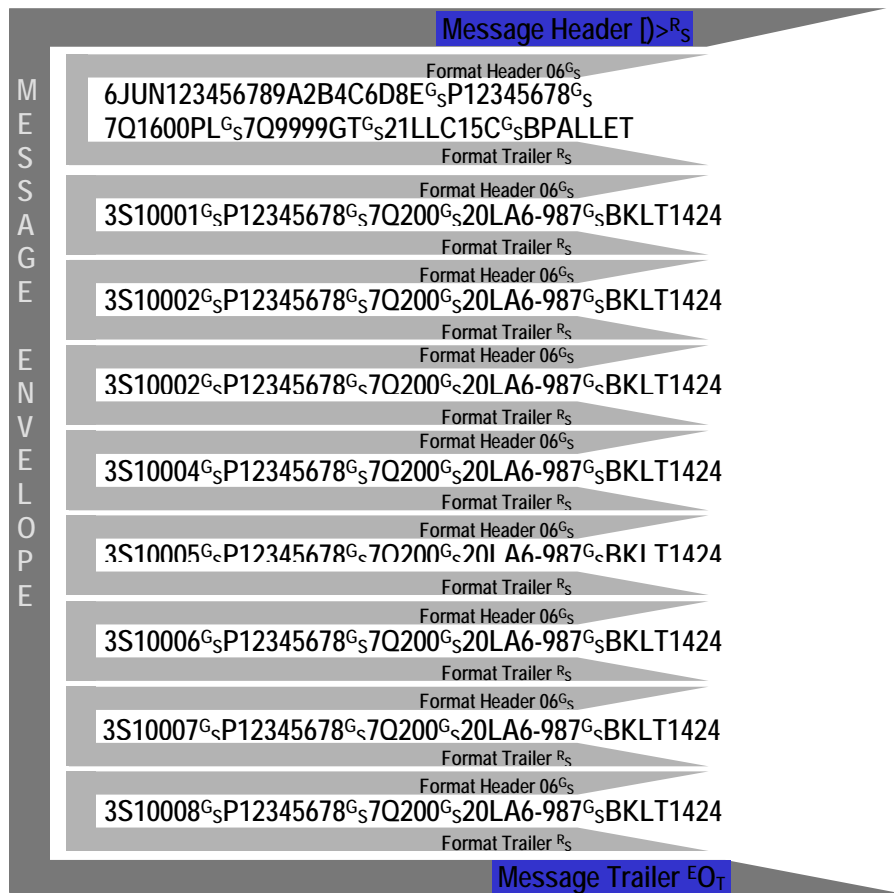 Message Header [)>ᴿS
MESSAGE ENVELOPE
Format Header 06ᴳS
6JUN123456789A2B4C6D8EᴳSP12345678ᴳS
7Q1600PLᴳS7Q9999GTᴳS21LLC15CᴳSBPALLET
Format Trailer ᴿS
Format Header 06ᴳS
3S10001ᴳSP12345678ᴳS7Q200ᴳS20LA6-987ᴳSBKLT1424
Format Trailer ᴿS
Format Header 06ᴳS
3S10002ᴳSP12345678ᴳS7Q200ᴳS20LA6-987ᴳSBKLT1424
Format Trailer ᴿS
Format Header 06ᴳS
3S10002ᴳSP12345678ᴳS7Q200ᴳS20LA6-987ᴳSBKLT1424
Format Trailer ᴿS
Format Header 06ᴳS
3S10004ᴳSP12345678ᴳS7Q200ᴳS20LA6-987ᴳSBKLT1424
Format Trailer ᴿS
Format Header 06ᴳS
3S10005ᴳSP12345678ᴳS7Q200ᴳS20LA6-987ᴳSBKLT1424
Format Trailer ᴿS
Format Header 06ᴳS
3S10006ᴳSP12345678ᴳS7Q200ᴳS20LA6-987ᴳSBKLT1424
Format Trailer ᴿS
Format Header 06ᴳS
3S10007ᴳSP12345678ᴳS7Q200ᴳS20LA6-987ᴳSBKLT1424
Format Trailer ᴿS
Format Header 06ᴳS
3S10008ᴳSP12345678ᴳS7Q200ᴳS20LA6-987ᴳSBKLT1424
Format Trailer ᴿS
Message Trailer ᴱOT